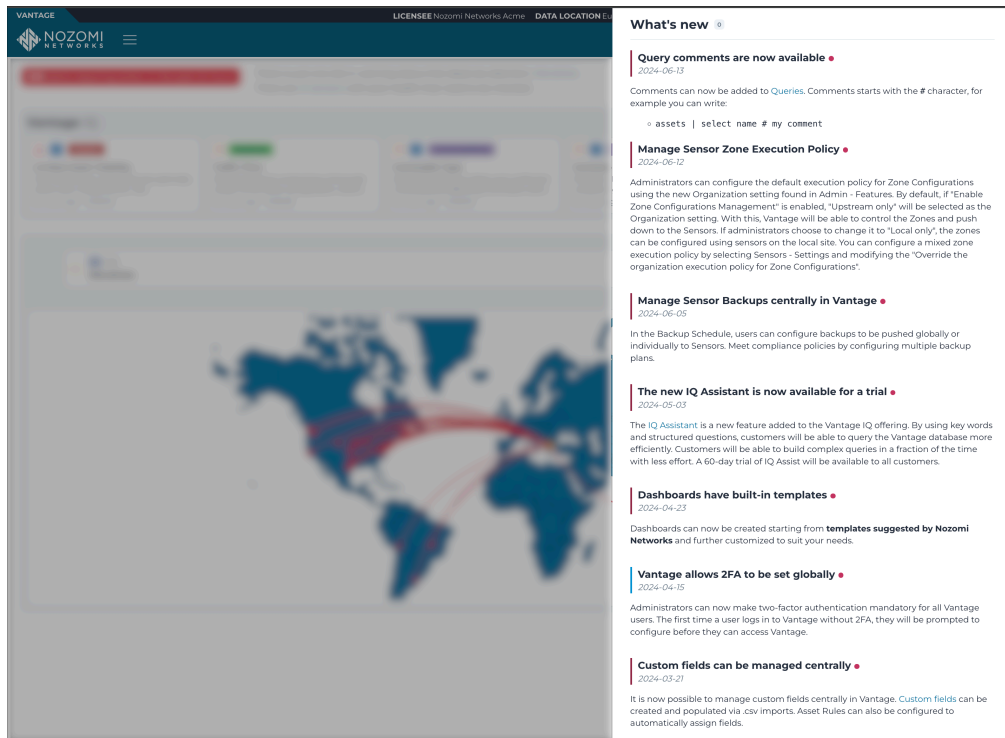 VANTAGE
LICENSEE Nozomi Networks Acme DATA LOCATION Eu
NOZOMI
NETWORKS
What's new 0
Query comments are now available
2024-06-13
Comments can now be added to Queries. Comments starts with the # character, for
example you can write:
assets | select name # my comment
Manage Sensor Zone Execution Policy
2024-06-12
Administrators can configure the default execution policy for Zone Configurations
using the new Organization setting found in Admin - Features. By default, if "Enable
Zone Configurations Management" is enabled, "Upstream only" will be selected as the
Organization setting. With this, Vantage will be able to control the Zones and push
down to the Sensors. If administrators choose to change it to "Local only", the zones
can be configured using sensors on the local site. You can configure a mixed zone
execution policy by selecting Sensors - Settings and modifying the "Override the
organization execution policy for Zone Configurations".
Manage Sensor Backups centrally in Vantage
2024-06-05
In the Backup Schedule, users can configure backups to be pushed globally or
individually to Sensors. Meet compliance policies by configuring multiple backup
plans.
The new IQ Assistant is now available for a trial
2024-05-03
The IQ Assistant is a new feature added to the Vantage IQ offering. By using key words
and structured questions, customers will be able to query the Vantage database more
efficiently. Customers will be able to build complex queries in a fraction of the time
with less effort. A 60-day trial of IQ Assist will be available to all customers.
Dashboards have built-in templates
2024-04-23
Dashboards can now be created starting from templates suggested by Nozomi
Networks and further customized to suit your needs.
Vantage allows 2FA to be set globally
2024-04-15
Administrators can now make two-factor authentication mandatory for all Vantage
users. The first time a user logs in to Vantage without 2FA, they will be prompted to
configure before they can access Vantage.
Custom fields can be managed centrally
2024-03-21
It is now possible to manage custom fields centrally in Vantage. Custom fields can be
created and populated via .csv imports. Asset Rules can also be configured to
automatically assign fields.